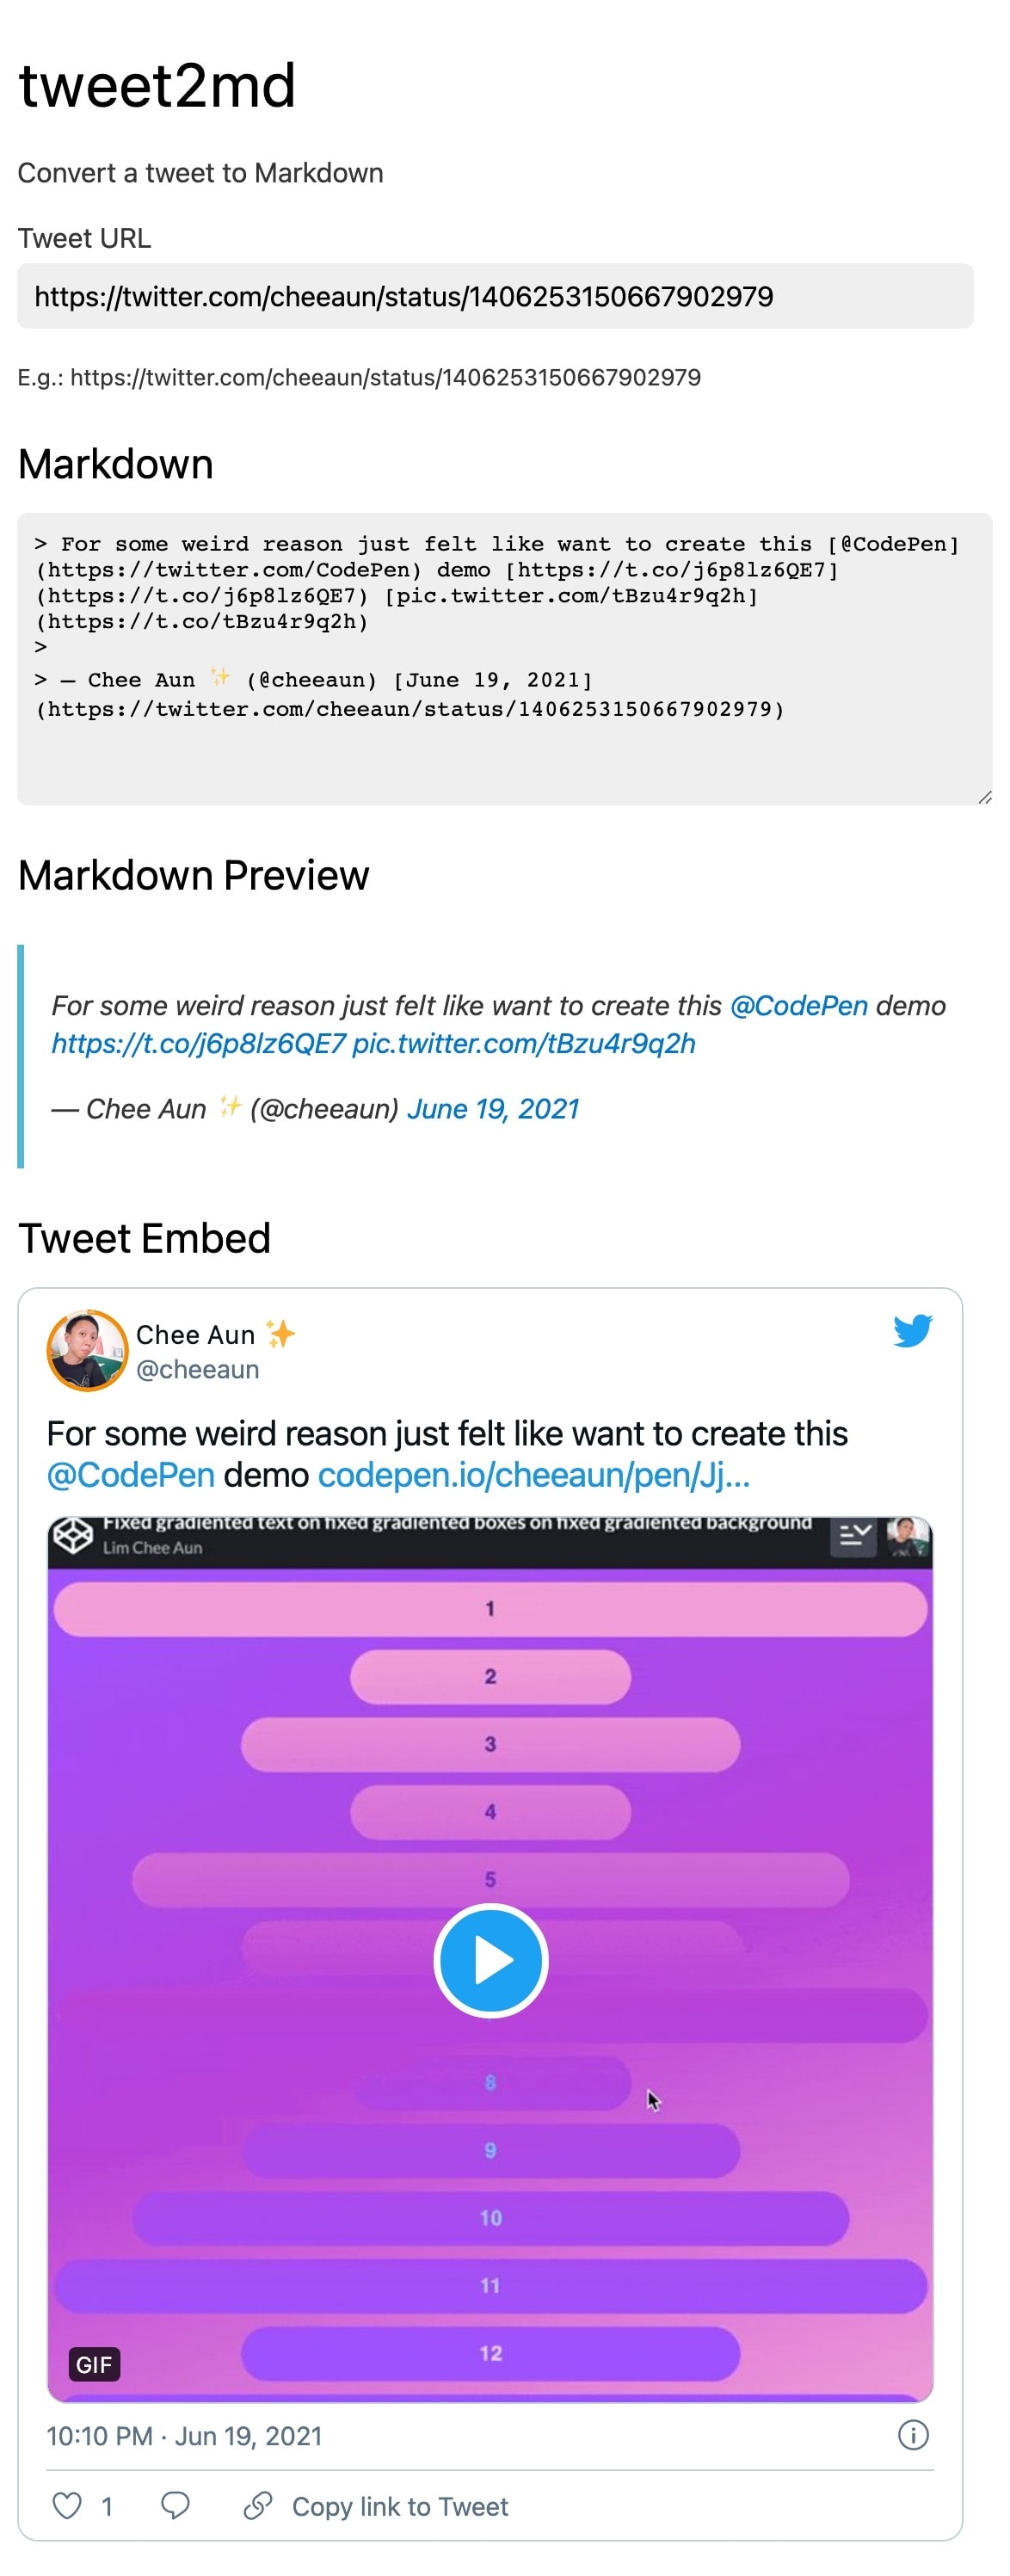 tweet2md
Convert a tweet to Markdown
Tweet URL
https://twitter.com/cheeaun/status/1406253150667902979
E.g.: https://twitter.com/cheeaun/status/1406253150667902979
Markdown
> For some weird reason just felt like want to create this [@CodePen]
(https://twitter.com/CodePen) demo [https://t.co/j6p8lz6QE7]
(https://t.co/j6p8lz6QE7) [pic.twitter.com/tBzu4r9q2h]
(https://t.co/tBzu4r9q2h)
>
> — Chee Aun ✨ (@cheeaun) [June 19, 2021]
(https://twitter.com/cheeaun/status/1406253150667902979)
Markdown Preview
For some weird reason just felt like want to create this @CodePen demo
https://t.co/j6p8lz6QE7 pic.twitter.com/tBzu4r9q2h
— Chee Aun ✨ (@cheeaun) June 19, 2021
Tweet Embed
Chee Aun ✨
@cheeaun
For some weird reason just felt like want to create this
@CodePen demo codepen.io/cheeaun/pen/Jj...
Fixed gradiented text on fixed gradiented boxes on fixed gradiented background
Lim Chee Aun
1
2
3
4
5
8
9
10
11
12
GIF
10:10 PM · Jun 19, 2021
1
Copy link to Tweet